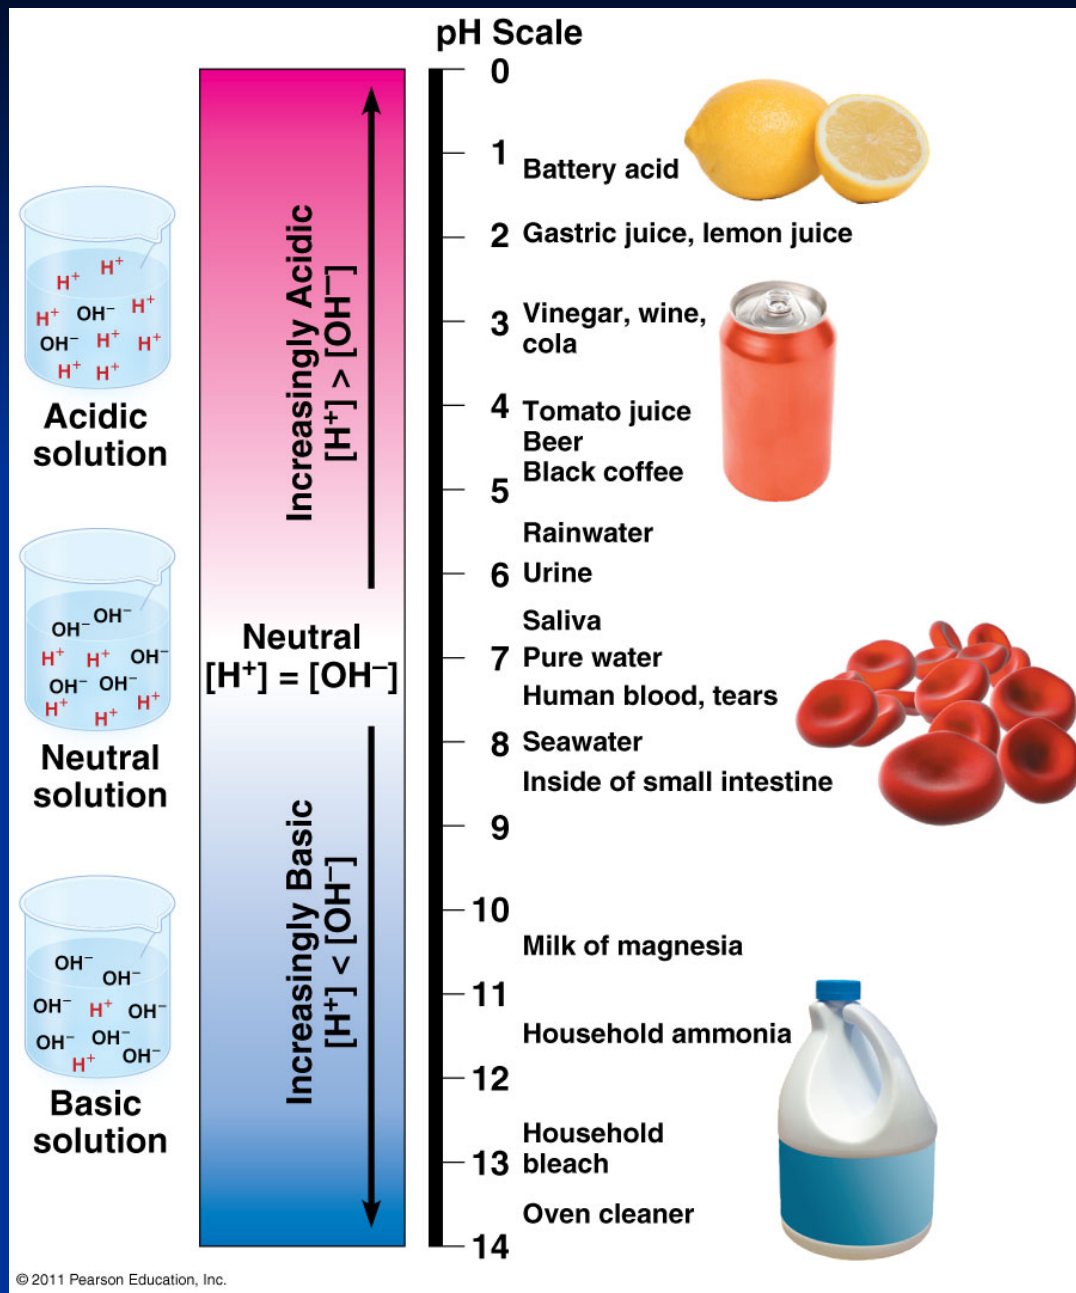 pH Scale
0
1
Battery acid
2 Gastric juice, lemon juice
3
Vinegar, wine,
cola
4 Tomato juice
Beer
Black coffee
5
Rainwater
6 Urine
Saliva
7 Pure water
Human blood, tears
8 Seawater
Inside of small intestine
9
10
Milk of magnesia
11
Household ammonia
12
Household
bleach
13
Oven cleaner
14
Increasingly Acidic
[H⁺] > [OH⁻]
Neutral
[H⁺] = [OH⁻]
Increasingly Basic
[H⁺] < [OH⁻]
H⁺ H⁺
H⁺ OH⁻ H⁺
OH⁻ H⁺ H⁺
H⁺ H⁺
Acidic
solution
OH⁻ OH⁻
H⁺ H⁺ OH⁻
OH⁻ OH⁻
H⁺ H⁺ H⁺
Neutral
solution
OH⁻ OH⁻
OH⁻ H⁺ OH⁻
OH⁻ OH⁻
H⁺ OH⁻
Basic
solution
© 2011 Pearson Education, Inc.